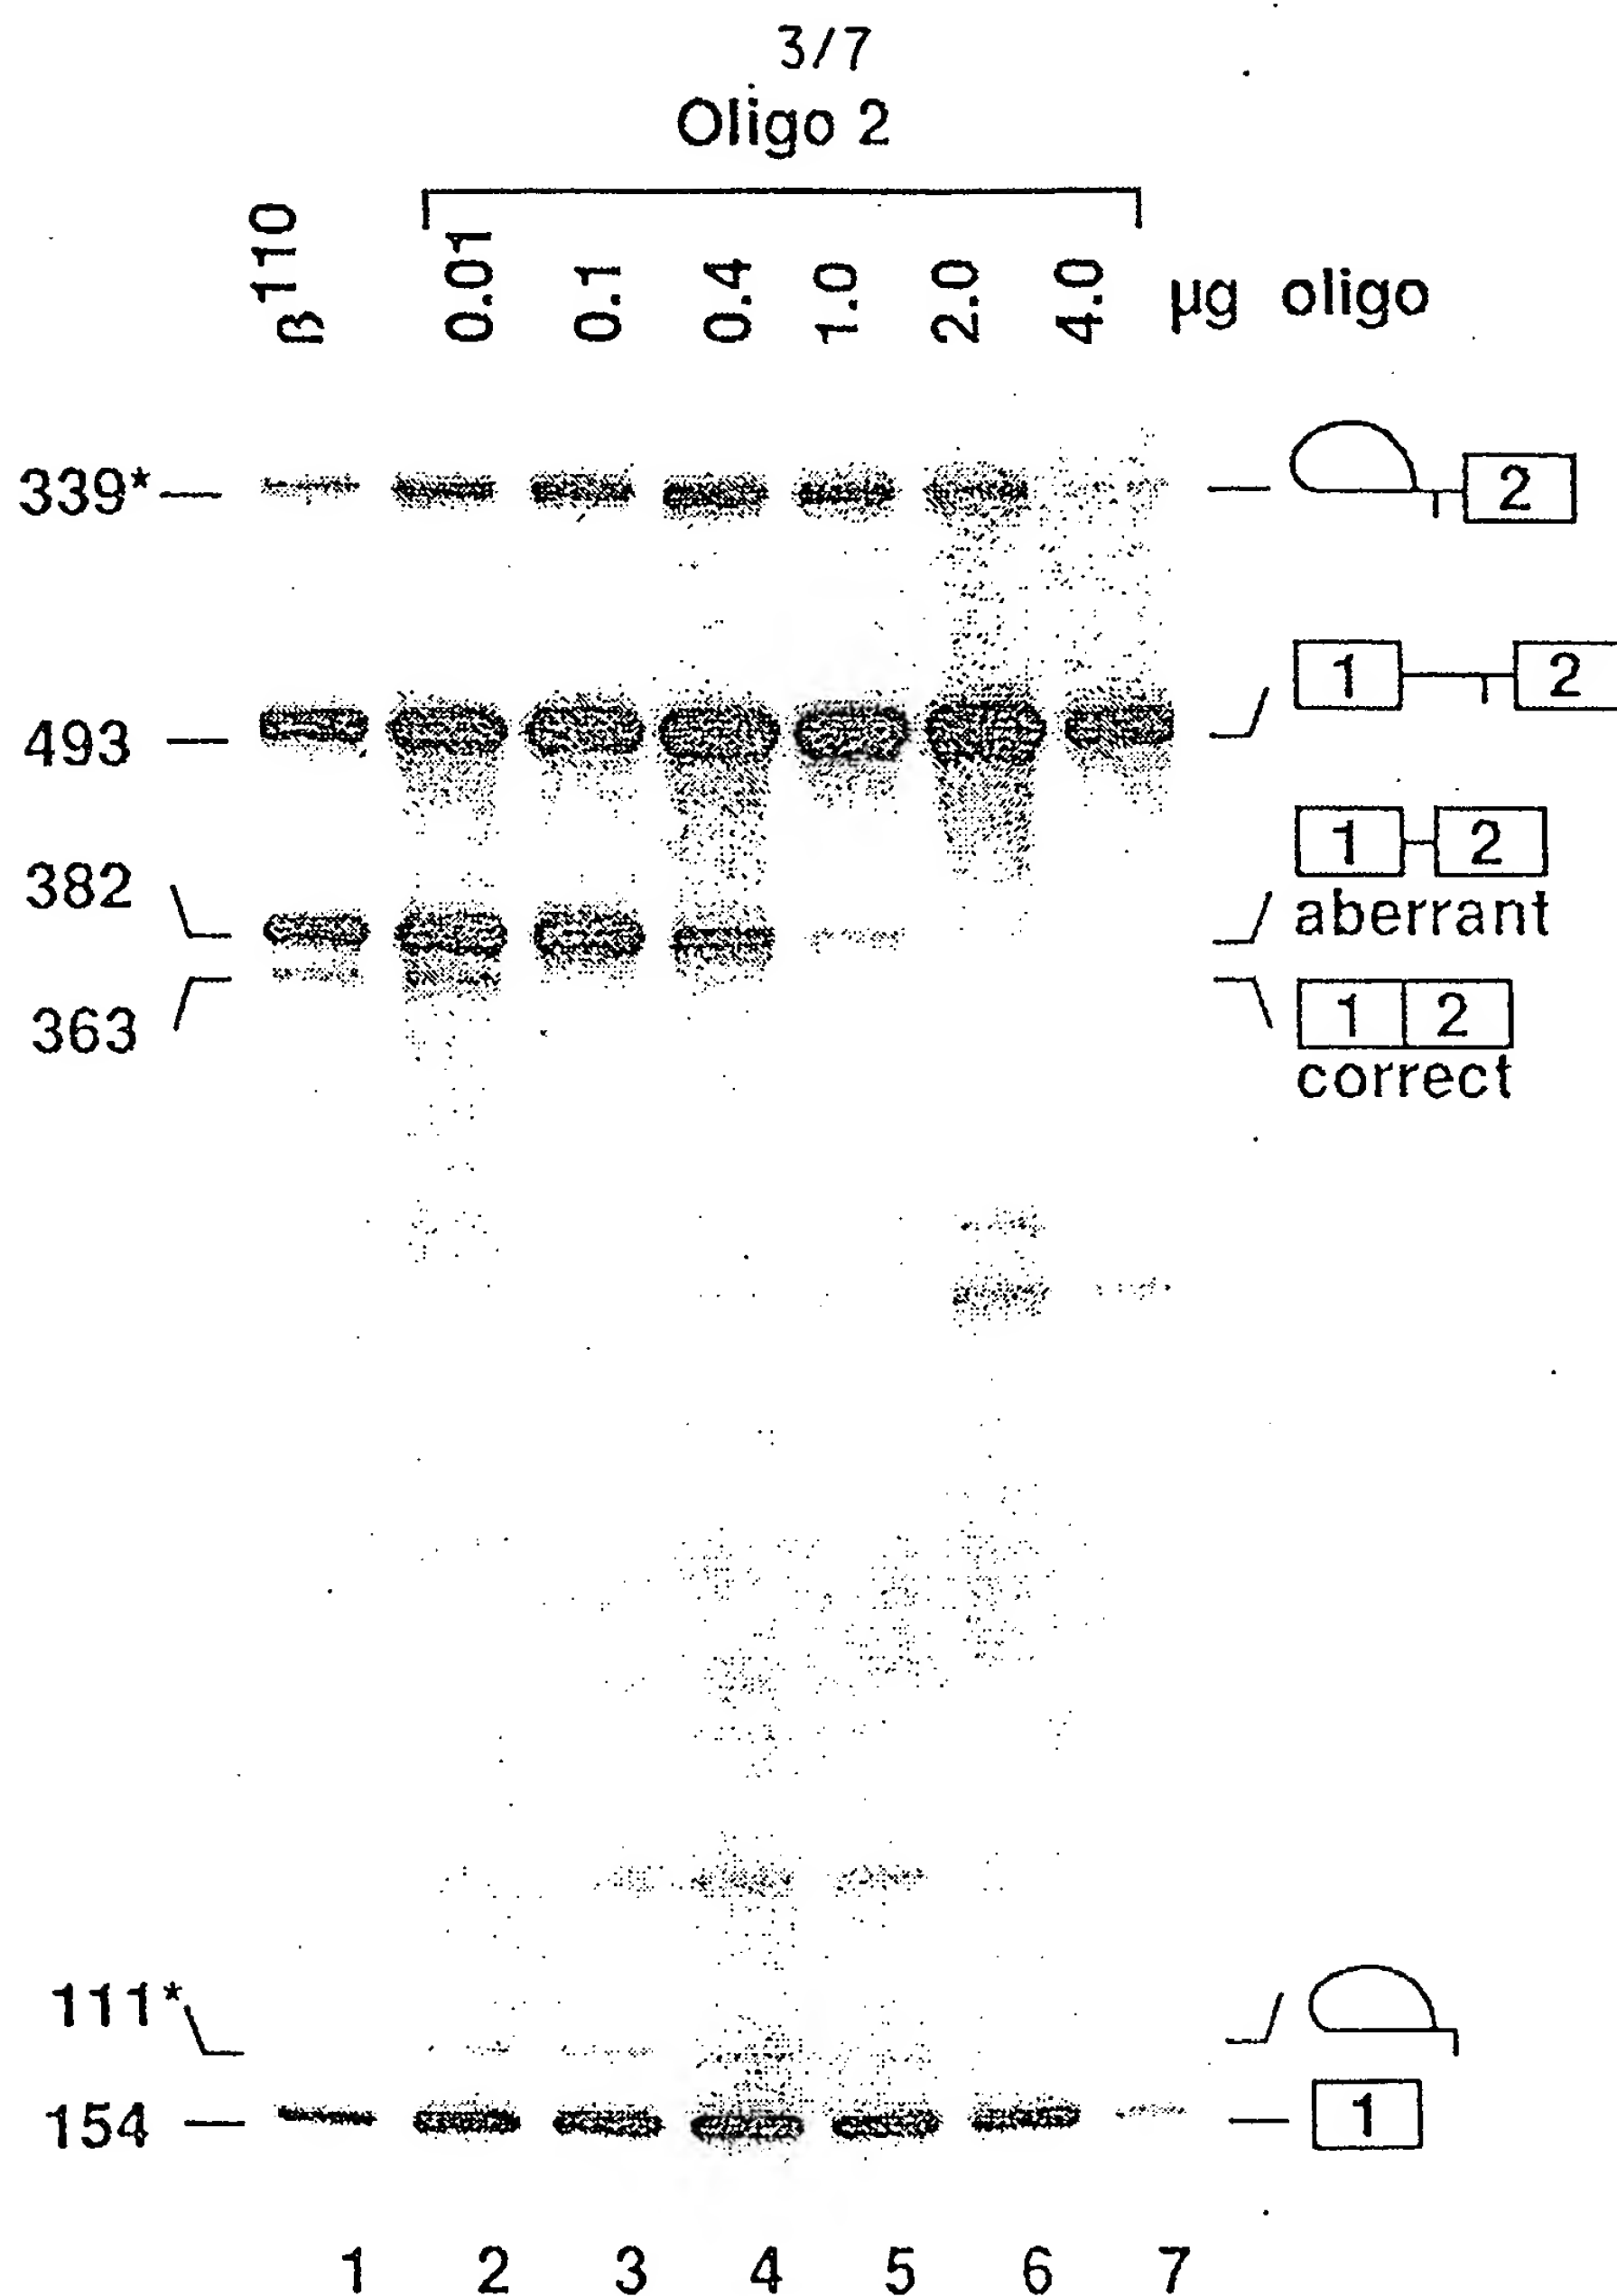 3/7
Oligo 2
β110 0.01 0.1 0.4 1.0 2.0 4.0 µg oligo
339* 2
493 1 2
382 1 2
aberrant
363 1 2
correct
111*
154 1
1 2 3 4 5 6 7